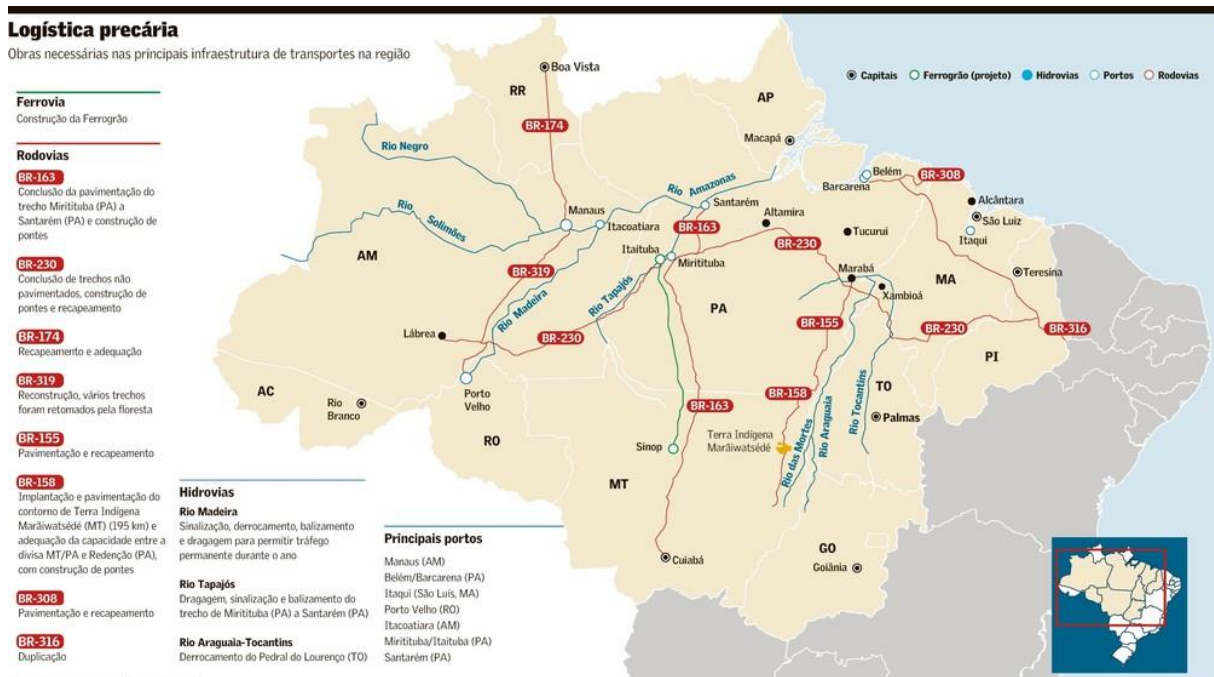 Logística precária
Obras necessárias nas principais infraestrutura de transportes na região
Capitais
Ferrogrão (projeto)
Hidrovias
Portos
Rodovias
Ferrovia
Construção da Ferrogrão
Rodovias
BR-163
Conclusão da pavimentação do
trecho Miritituba (PA) a
Santarém (PA) e construção de
pontes
BR-230
Conclusão de trechos não
pavimentados, construção de
pontes e recapeamento
BR-174
Recapeamento e adequação
BR-319
Reconstrução, vários trechos
foram retomados pela floresta
BR-155
Pavimentação e recapeamento
BR-158
Implantação e pavimentação do
contorno de Terra Indígena
Marãiwatsédé (MT) (195 km) e
adequação da capacidade entre a
divisa MT/PA e Redenção (PA),
com construção de pontes
BR-308
Pavimentação e recapeamento
BR-316
Duplicação
Hidrovias
Rio Madeira
Sinalização, derrocamento, balizamento
e dragagem para permitir tráfego
permanente durante o ano
Rio Tapajós
Dragagem, sinalização e balizamento do
trecho de Miritituba (PA) a Santarém (PA)
Rio Araguaia-Tocantins
Derrocamento do Pedral do Lourenço (TO)
Principais portos
Manaus (AM)
Belém/Barcarena (PA)
Itaqui (São Luís, MA)
Porto Velho (RO)
Itacoatiara (AM)
Miritituba/Itaituba (PA)
Santarém (PA)
Boa Vista
RR
BR-174
AP
Macapá
Rio Negro
Rio Amazonas
Belém
Barcarena
BR-308
Rio Solimões
Manaus
Itacoatiara
Santarém
Altamira
Alcântara
São Luiz
Itaqui
BR-163
Tucurui
AM
Itaituba
Miritituba
BR-230
BR-319
Rio Madeira
Rio Tapajós
Marabá
MA
Teresina
Xambioá
PA
Lábrea
BR-230
BR-155
BR-230
BR-316
PI
AC
Rio
Branco
Porto
Velho
RO
BR-163
BR-158
TO
Palmas
Sinop
Terra Indígena
Marãiwatsédé
Rio das Mortes
Rio Araguaia
Rio Tocantins
MT
Cuiabá
GO
Goiânia